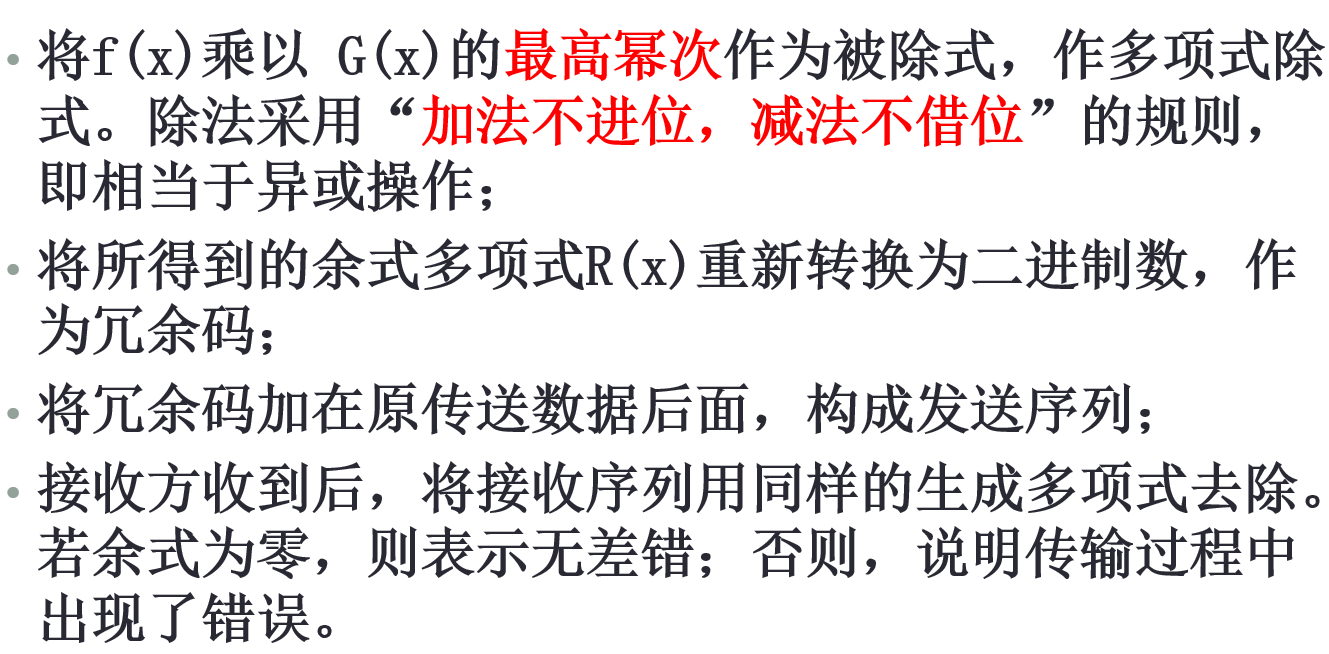 • 将f(x)乘以 G(x)的最高幂次作为被除式，作多项式除
式。除法采用“加法不进位，减法不借位”的规则，
即相当于异或操作；
• 将所得到的余式多项式R(x)重新转换为二进制数，作
为冗余码；
• 将冗余码加在原传送数据后面，构成发送序列；
• 接收方收到后，将接收序列用同样的生成多项式去除。
若余式为零，则表示无差错；否则，说明传输过程中
出现了错误。